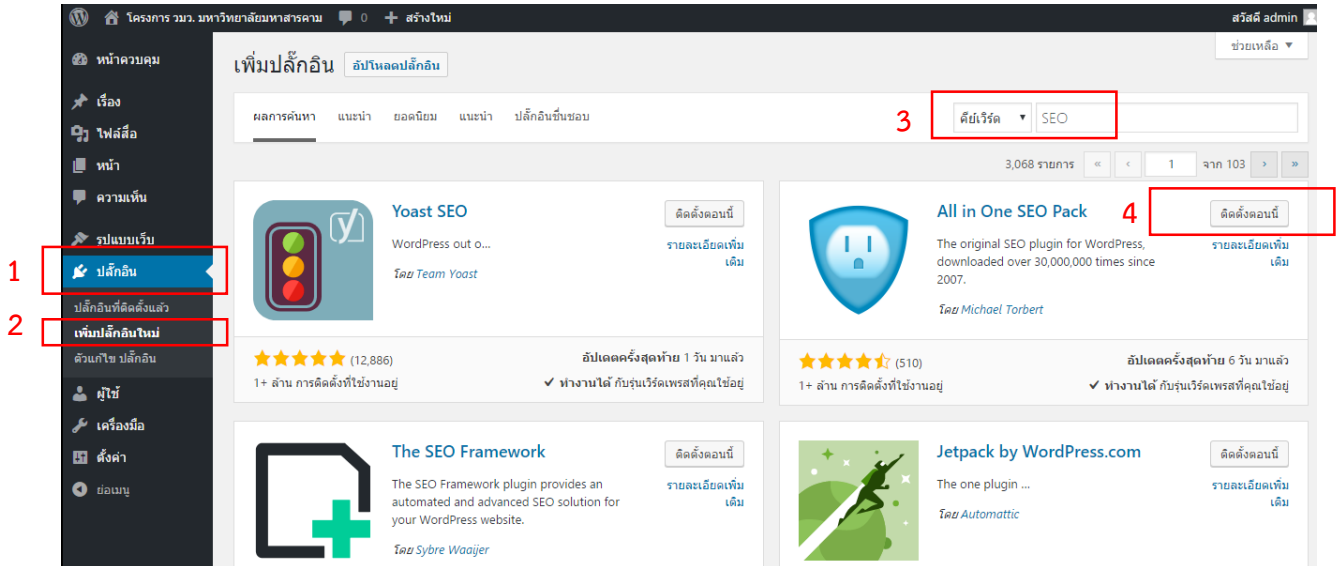 โครงการ วมว. มหาวิทยาลัยมหาสารคาม 0 + สร้างใหม่ สวัสดี admin
ช่วยเหลือ ▼
หน้าควบคุม
เรื่อง
ไฟล์สื่อ
หน้า
ความเห็น
รูปแบบเว็บ
1 ปลั๊กอิน
ปลั๊กอินที่ติดตั้งแล้ว
2 เพิ่มปลั๊กอินใหม่
ตัวแก้ไข ปลั๊กอิน
ผู้ใช้
เครื่องมือ
ตั้งค่า
ย่อเมนู
เพิ่มปลั๊กอิน อัปโหลดปลั๊กอิน
ผลการค้นหา แนะนำ ยอดนิยม แนะนำ ปลั๊กอินชื่นชอบ 3 คีย์เวิร์ด ▼ SEO
3,068 รายการ « ‹ 1 จาก 103 › »
Yoast SEO ติดตั้งตอนนี้
WordPress out o... รายละเอียดเพิ่ม
เติม
โดย Team Yoast
(12,886) อัปเดตครั้งสุดท้าย 1 วัน มาแล้ว
1+ ล้าน การติดตั้งที่ใช้งานอยู่ ✓ ทำงานได้ กับรุ่นเวิร์ดเพรสที่คุณใช้อยู่
All in One SEO Pack 4 ติดตั้งตอนนี้
The original SEO plugin for WordPress, รายละเอียดเพิ่ม
downloaded over 30,000,000 times since เติม
2007.
โดย Michael Torbert
(510) อัปเดตครั้งสุดท้าย 6 วัน มาแล้ว
1+ ล้าน การติดตั้งที่ใช้งานอยู่ ✓ ทำงานได้ กับรุ่นเวิร์ดเพรสที่คุณใช้อยู่
The SEO Framework ติดตั้งตอนนี้
The SEO Framework plugin provides an รายละเอียดเพิ่ม
automated and advanced SEO solution for เติม
your WordPress website.
โดย Sybre Waaijer
Jetpack by WordPress.com ติดตั้งตอนนี้
The one plugin ... รายละเอียดเพิ่ม
เติม
โดย Automattic